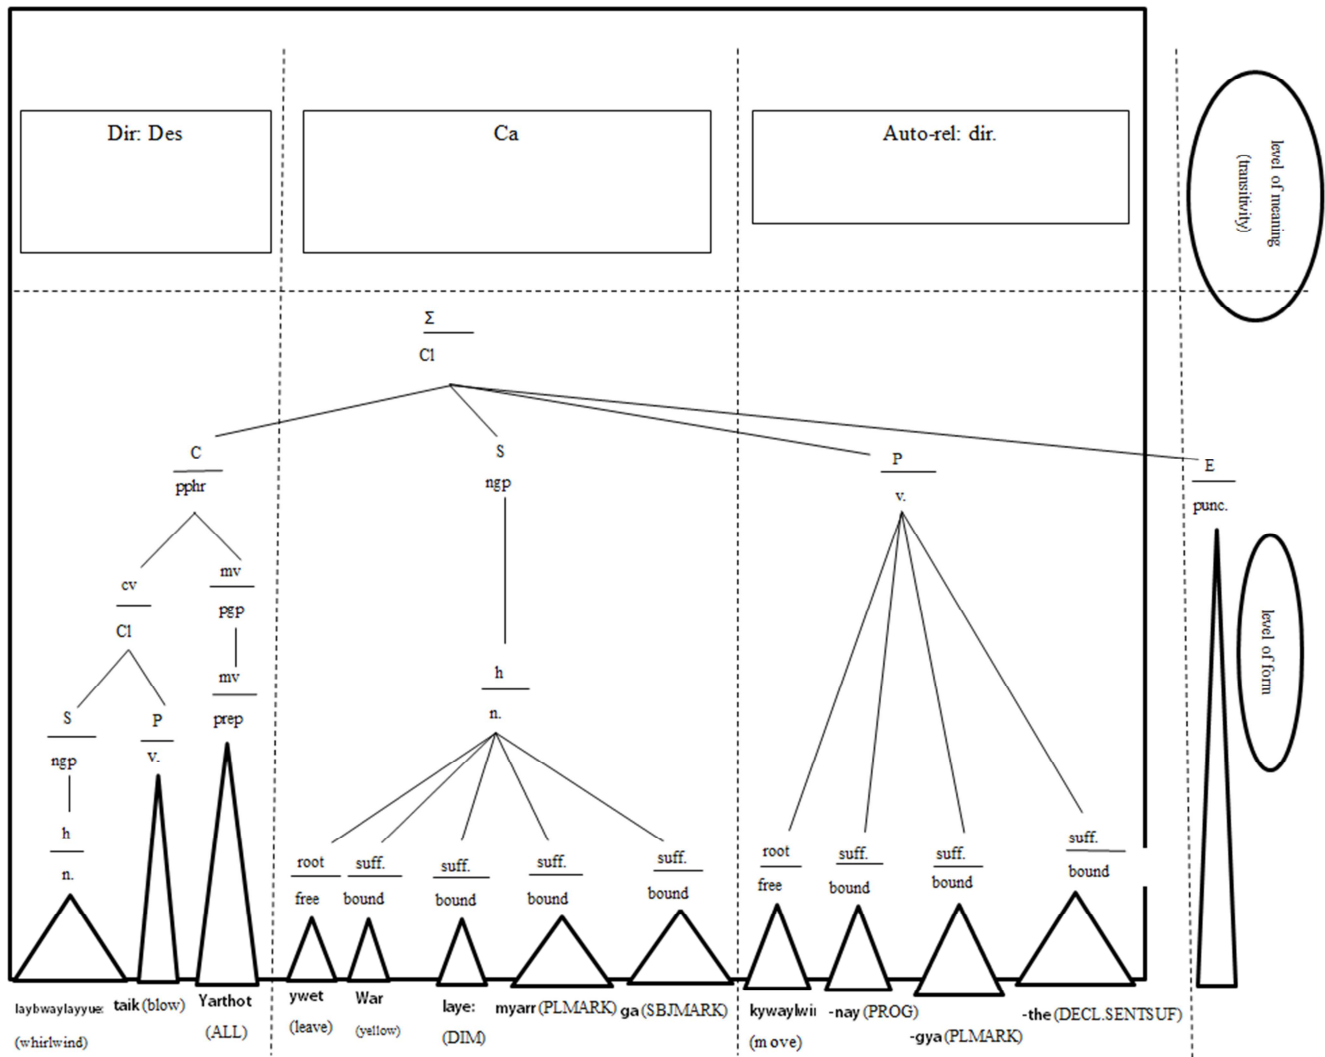 Dir: Des
Ca
Auto-rel: dir.
level of meaning
(transitivity)
Σ
Cl
C
pphr
S
ngp
P
v.
E
punc.
cv
Cl
mv
pgp
mv
prep
S
ngp
P
v.
h
n.
h
n.
level of form
root
free
suff.
bound
suff.
bound
suff.
bound
suff.
bound
root
free
suff.
bound
suff.
bound
suff.
bound
laybwaylayyue:
(whirlwind)
taik (blow)
Yarthot
(ALL)
ywet
(leave)
War
(yellow)
laye:
(DIM)
myarr (PLMARK)
ga (SBJMARK)
kywaylwii
(move)
-nay (PROG)
-gya (PLMARK)
-the (DECL.SENTSUF)